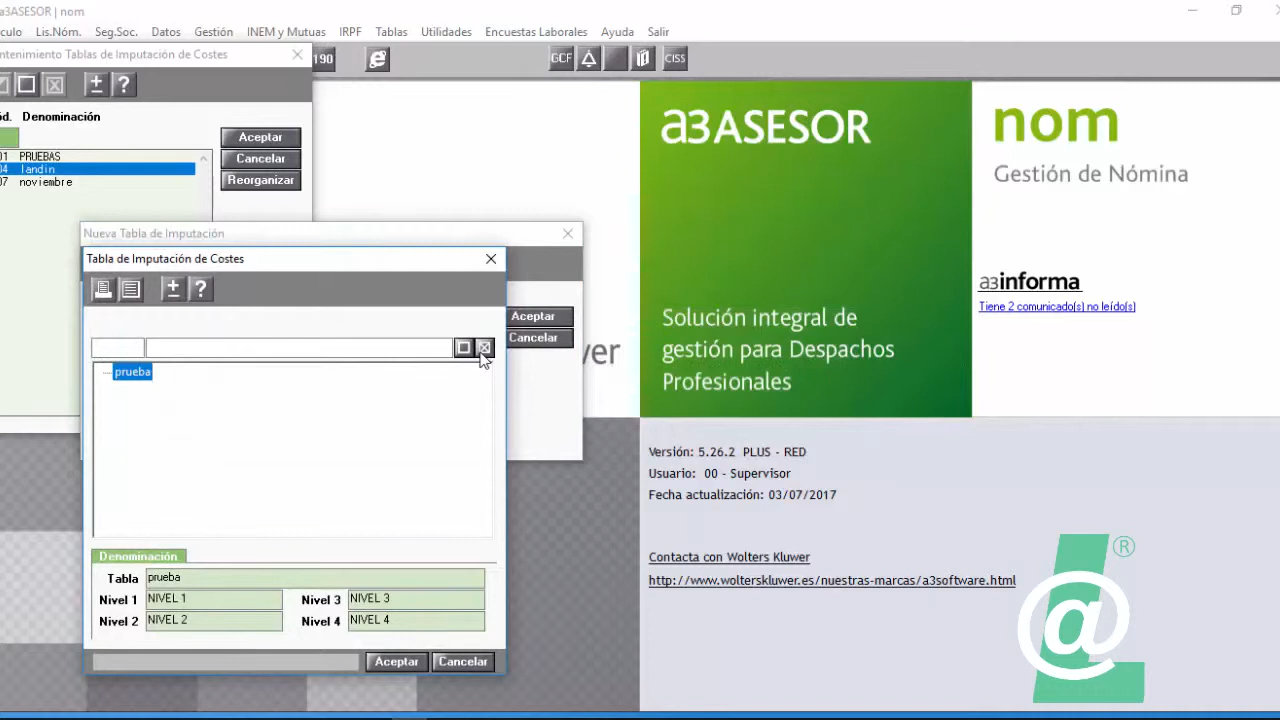 a3ASESOR | nom
culo Lis.Nóm. Seg.Soc. Datos Gestión INEM y Mutuas IRPF Tablas Utilidades Encuestas Laborales Ayuda Salir
ntenimiento Tablas de Imputación de Costes
190 GCF CISS
ód. Denominación
Aceptar
01 PRUEBAS
Cancelar
04 landin
Reorganizar
07 noviembre
Nueva Tabla de Imputación
Aceptar
Cancelar
Tabla de Imputación de Costes
prueba
Denominación
Tabla prueba
Nivel 1 NIVEL 1 Nivel 3 NIVEL 3
Nivel 2 NIVEL 2 Nivel 4 NIVEL 4
Aceptar Cancelar
ver
a3ASESOR
Solución integral de
gestión para Despachos
Profesionales
nom
Gestión de Nómina
a3informa
Tiene 2 comunicado(s) no leído(s)
Versión: 5.26.2 PLUS - RED
Usuario: 00 - Supervisor
Fecha actualización: 03/07/2017
Contacta con Wolters Kluwer
http://www.wolterskluwer.es/nuestras-marcas/a3software.html
L@®